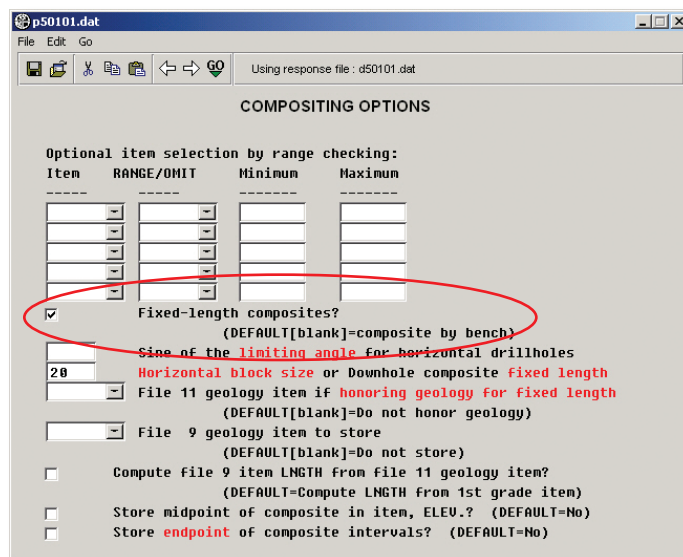 p50101.dat
File Edit Go
GO Using response file : d50101.dat
COMPOSITING OPTIONS
Optional item selection by range checking:
Item RANGE/OMIT Minimum Maximum
----- ----- ------- -------
Fixed-length composites?
(DEFAULT[blank]=composite by bench)
Sine of the limiting angle for horizontal drillholes
20 Horizontal block size or Downhole composite fixed length
File 11 geology item if honoring geology for fixed length
(DEFAULT[blank]=Do not honor geology)
File 9 geology item to store
(DEFAULT[blank]=Do not store)
Compute file 9 item LNGTH from file 11 geology item?
(DEFAULT=Compute LNGTH from 1st grade item)
Store midpoint of composite in item, ELEV.? (DEFAULT=No)
Store endpoint of composite intervals? (DEFAULT=No)